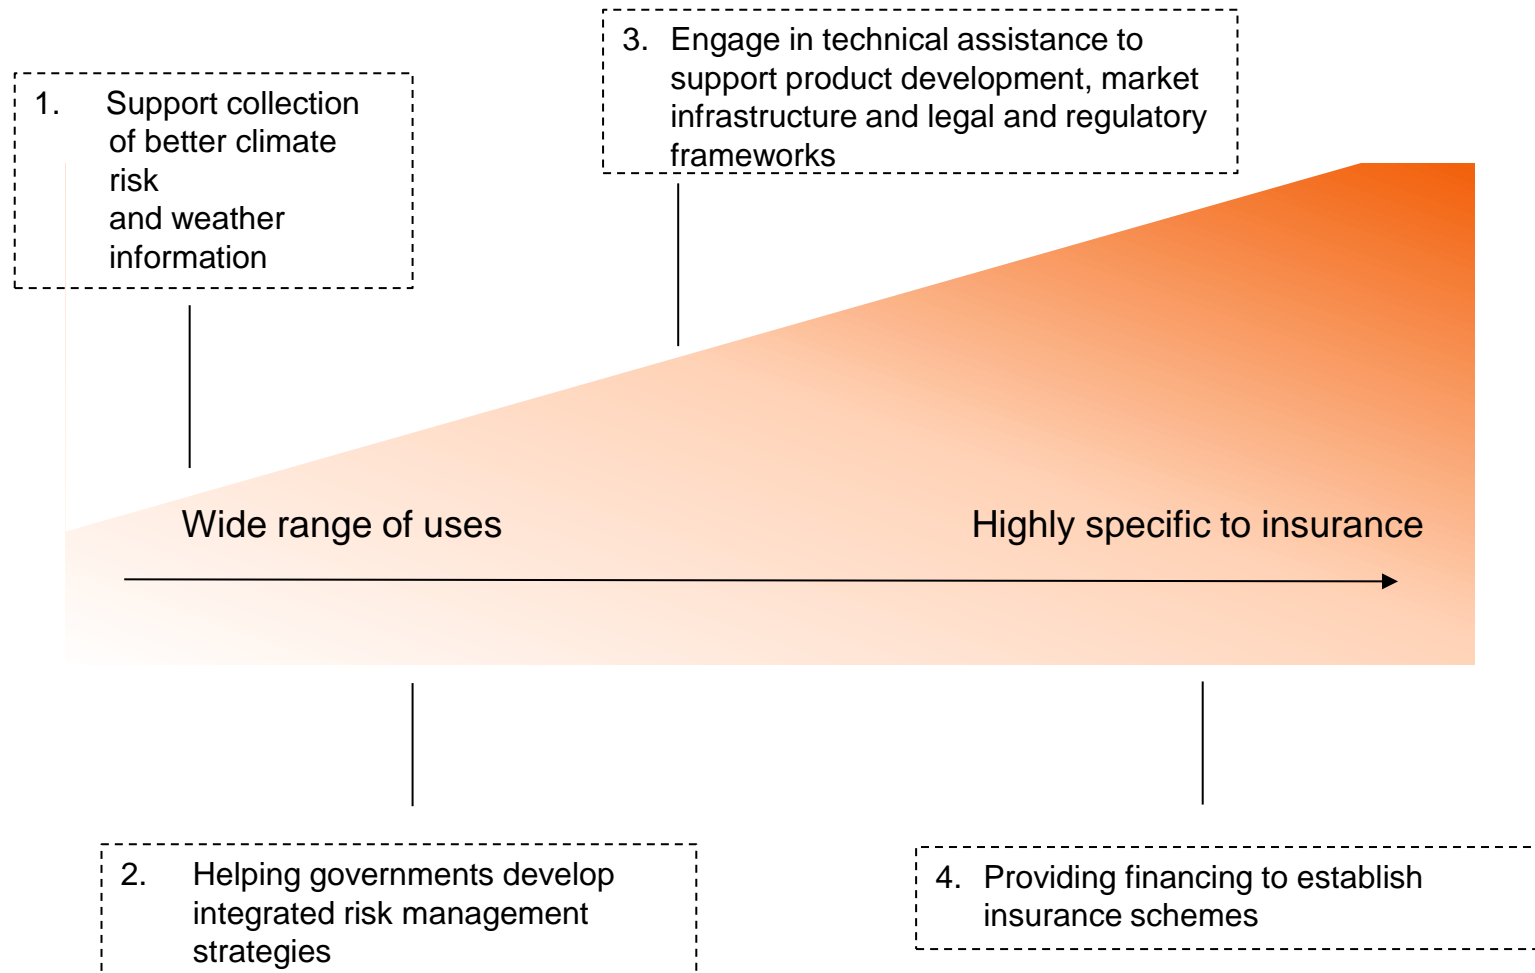 1. Support collection
of better climate
risk
and weather
information
3. Engage in technical assistance to
support product development, market
infrastructure and legal and regulatory
frameworks
Wide range of uses
Highly specific to insurance
2. Helping governments develop
integrated risk management
strategies
4. Providing financing to establish
insurance schemes